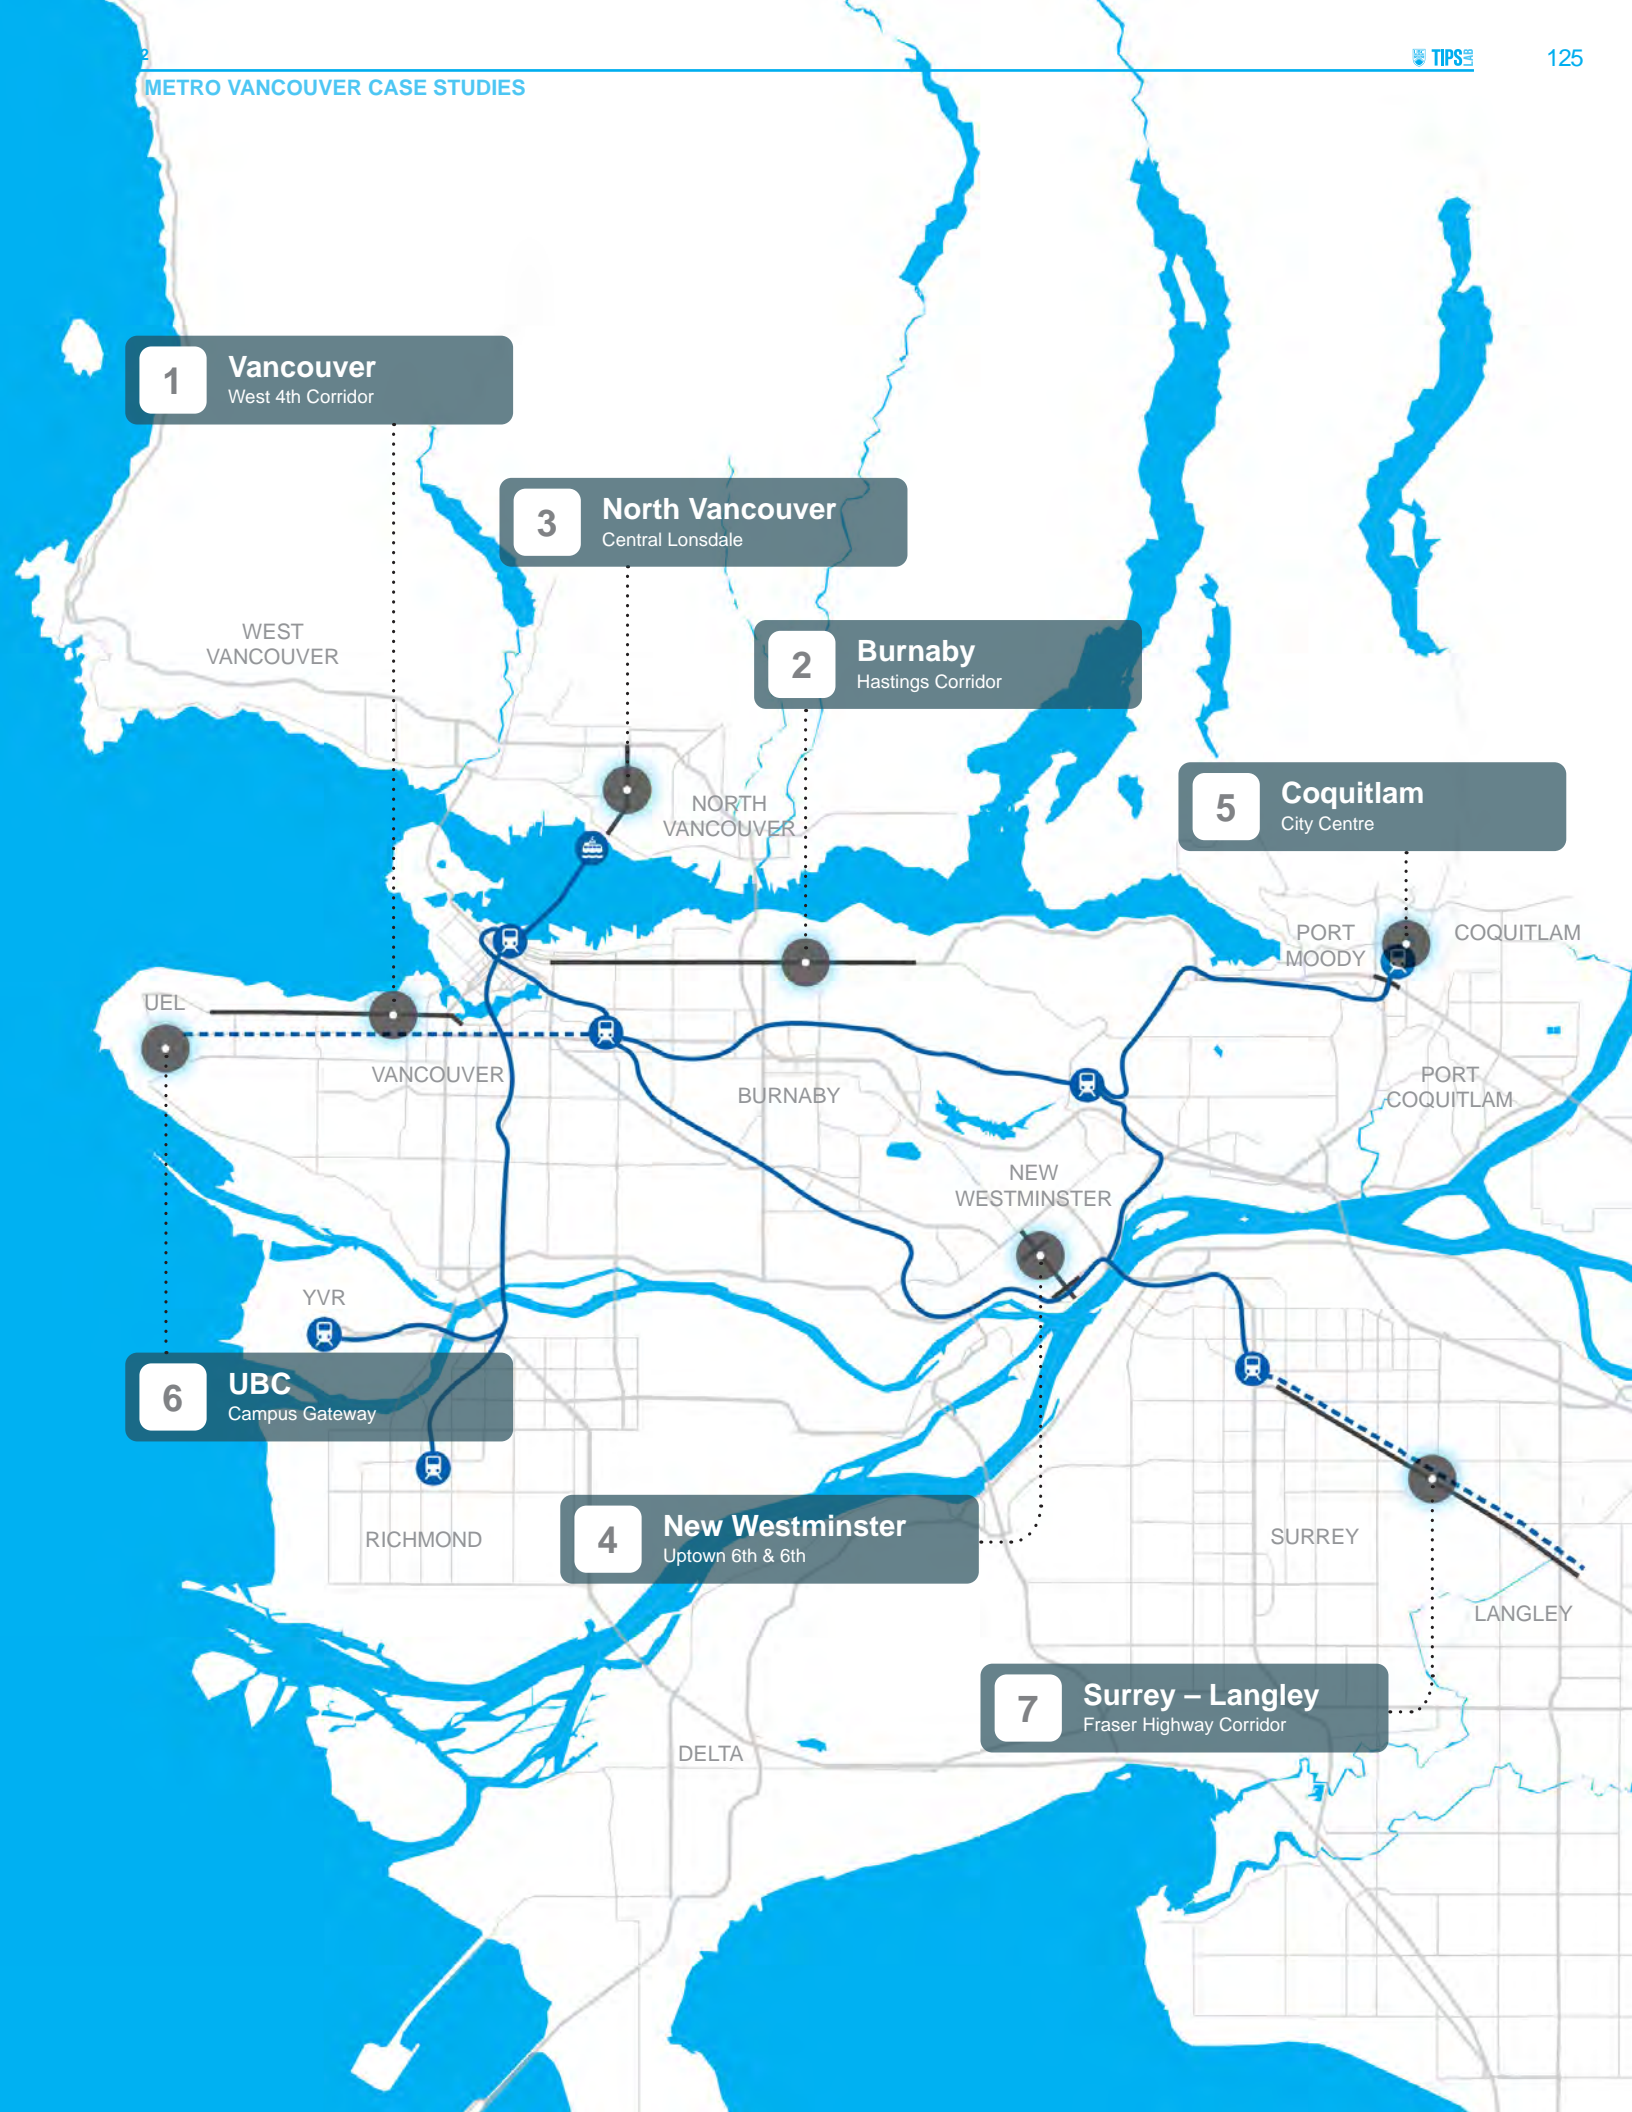 2
TIPS LAB
125
METRO VANCOUVER CASE STUDIES
1
Vancouver
West 4th Corridor
3
North Vancouver
Central Lonsdale
WEST
VANCOUVER
2
Burnaby
Hastings Corridor
NORTH
VANCOUVER
5
Coquitlam
City Centre
PORT
MOODY
COQUITLAM
UEL
VANCOUVER
BURNABY
PORT
COQUITLAM
NEW
WESTMINSTER
YVR
6
UBC
Campus Gateway
RICHMOND
4
New Westminster
Uptown 6th & 6th
SURREY
LANGLEY
7
Surrey – Langley
Fraser Highway Corridor
DELTA